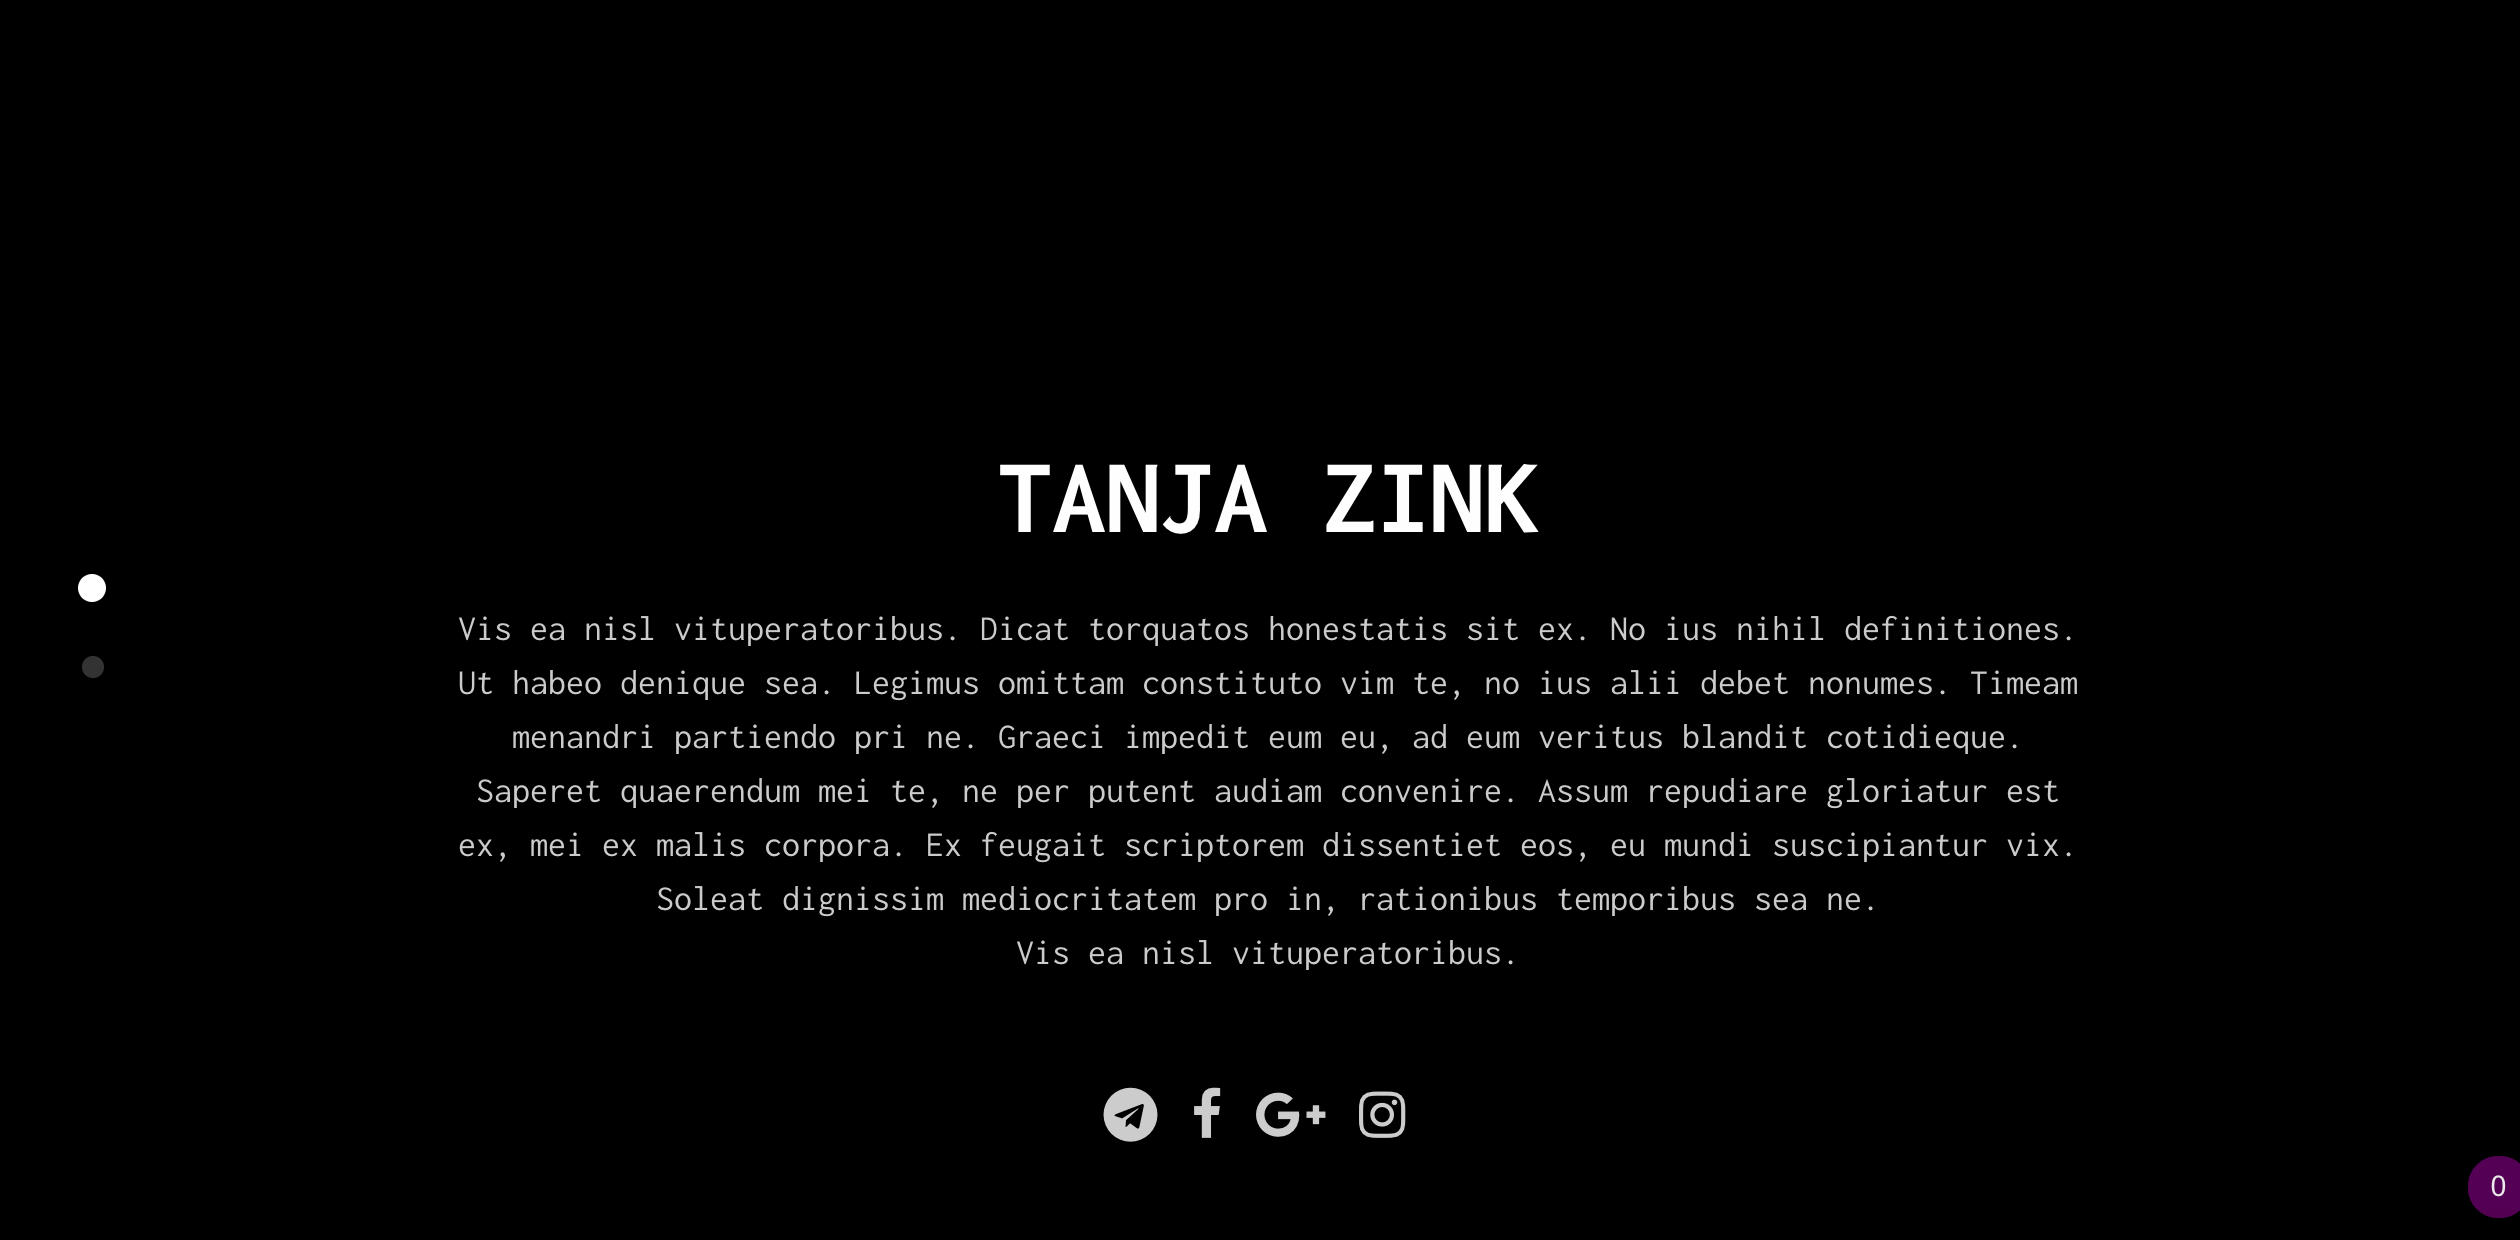 TANJA ZINK
Vis ea nisl vituperatoribus. Dicat torquatos honestatis sit ex. No ius nihil definitiones.
Ut habeo denique sea. Legimus omittam constituto vim te, no ius alii debet nonumes. Timeam
menandri partiendo pri ne. Graeci impedit eum eu, ad eum veritus blandit cotidieque.
Saperet quaerendum mei te, ne per putent audiam convenire. Assum repudiare gloriatur est
ex, mei ex malis corpora. Ex feugait scriptorem dissentiet eos, eu mundi suscipiantur vix.
Soleat dignissim mediocritatem pro in, rationibus temporibus sea ne.
Vis ea nisl vituperatoribus.
0